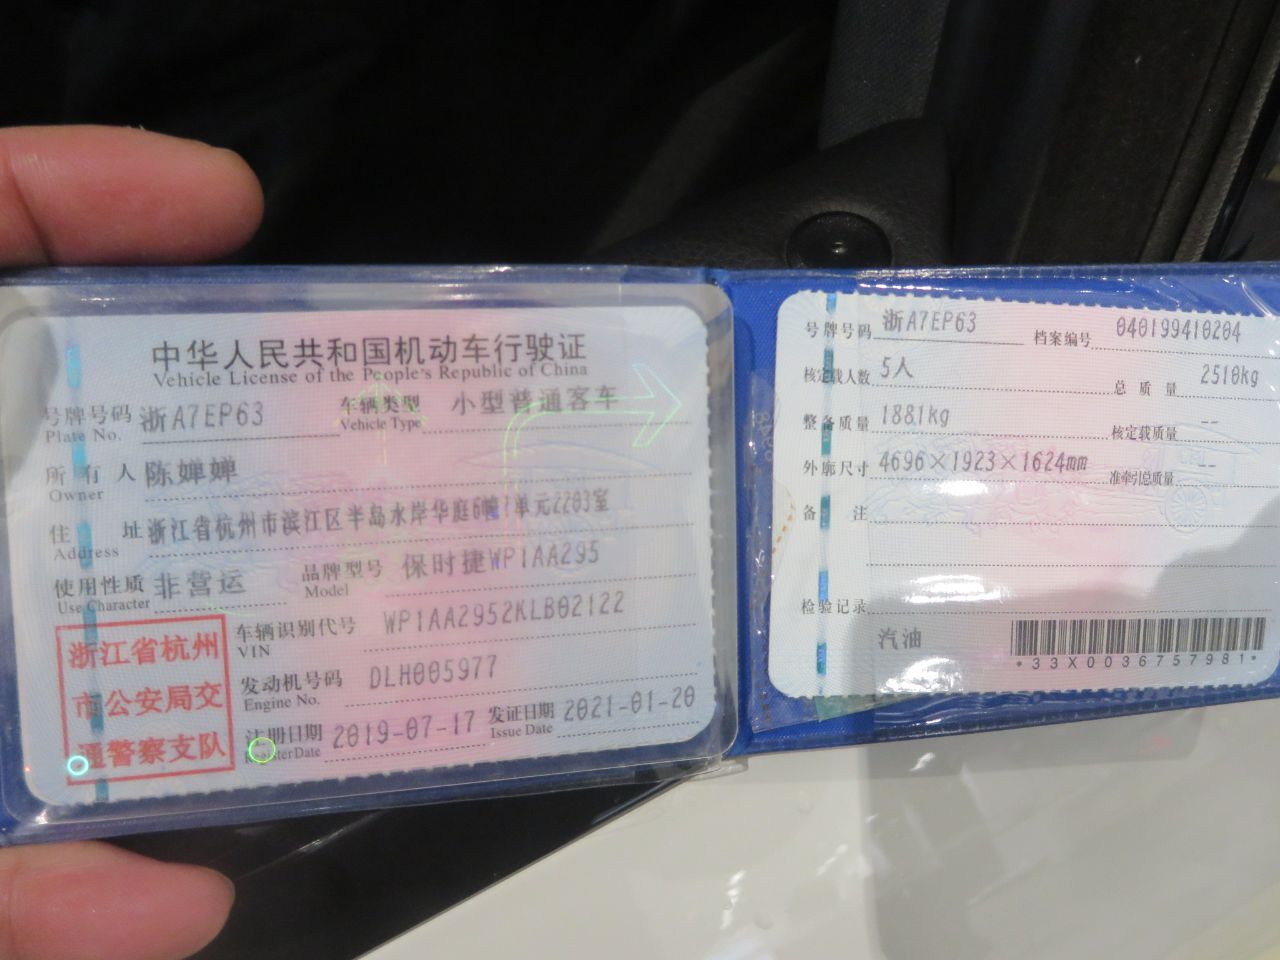 中华人民共和国机动车行驶证
Vehicle License of the People's Republic of China
号牌号码 浙A7EP63 车辆类型 小型普通客车
Plate No. Vehicle Type
所有人 陈婵婵
Owner
住址 浙江省杭州市滨江区半岛水岸华庭6幢1单元2203室
Address
使用性质 非营运 品牌型号 保时捷WP1AA295
Use Character Model
浙江省杭州市公安局交通警察支队
车辆识别代号 WP1AA2952KLB02122
VIN
发动机号码 DLH005977
Engine No.
注册日期 2019-07-17 发证日期 2021-01-20
Register Date Issue Date
号牌号码 浙A7EP63 档案编号 040199410204
核定载人数 5人 总质量 2510kg
整备质量 1881kg 核定载质量 --
外廓尺寸 4696×1923×1624mm 准牵引总质量 --
备注
检验记录
汽油
*33X0036757981*